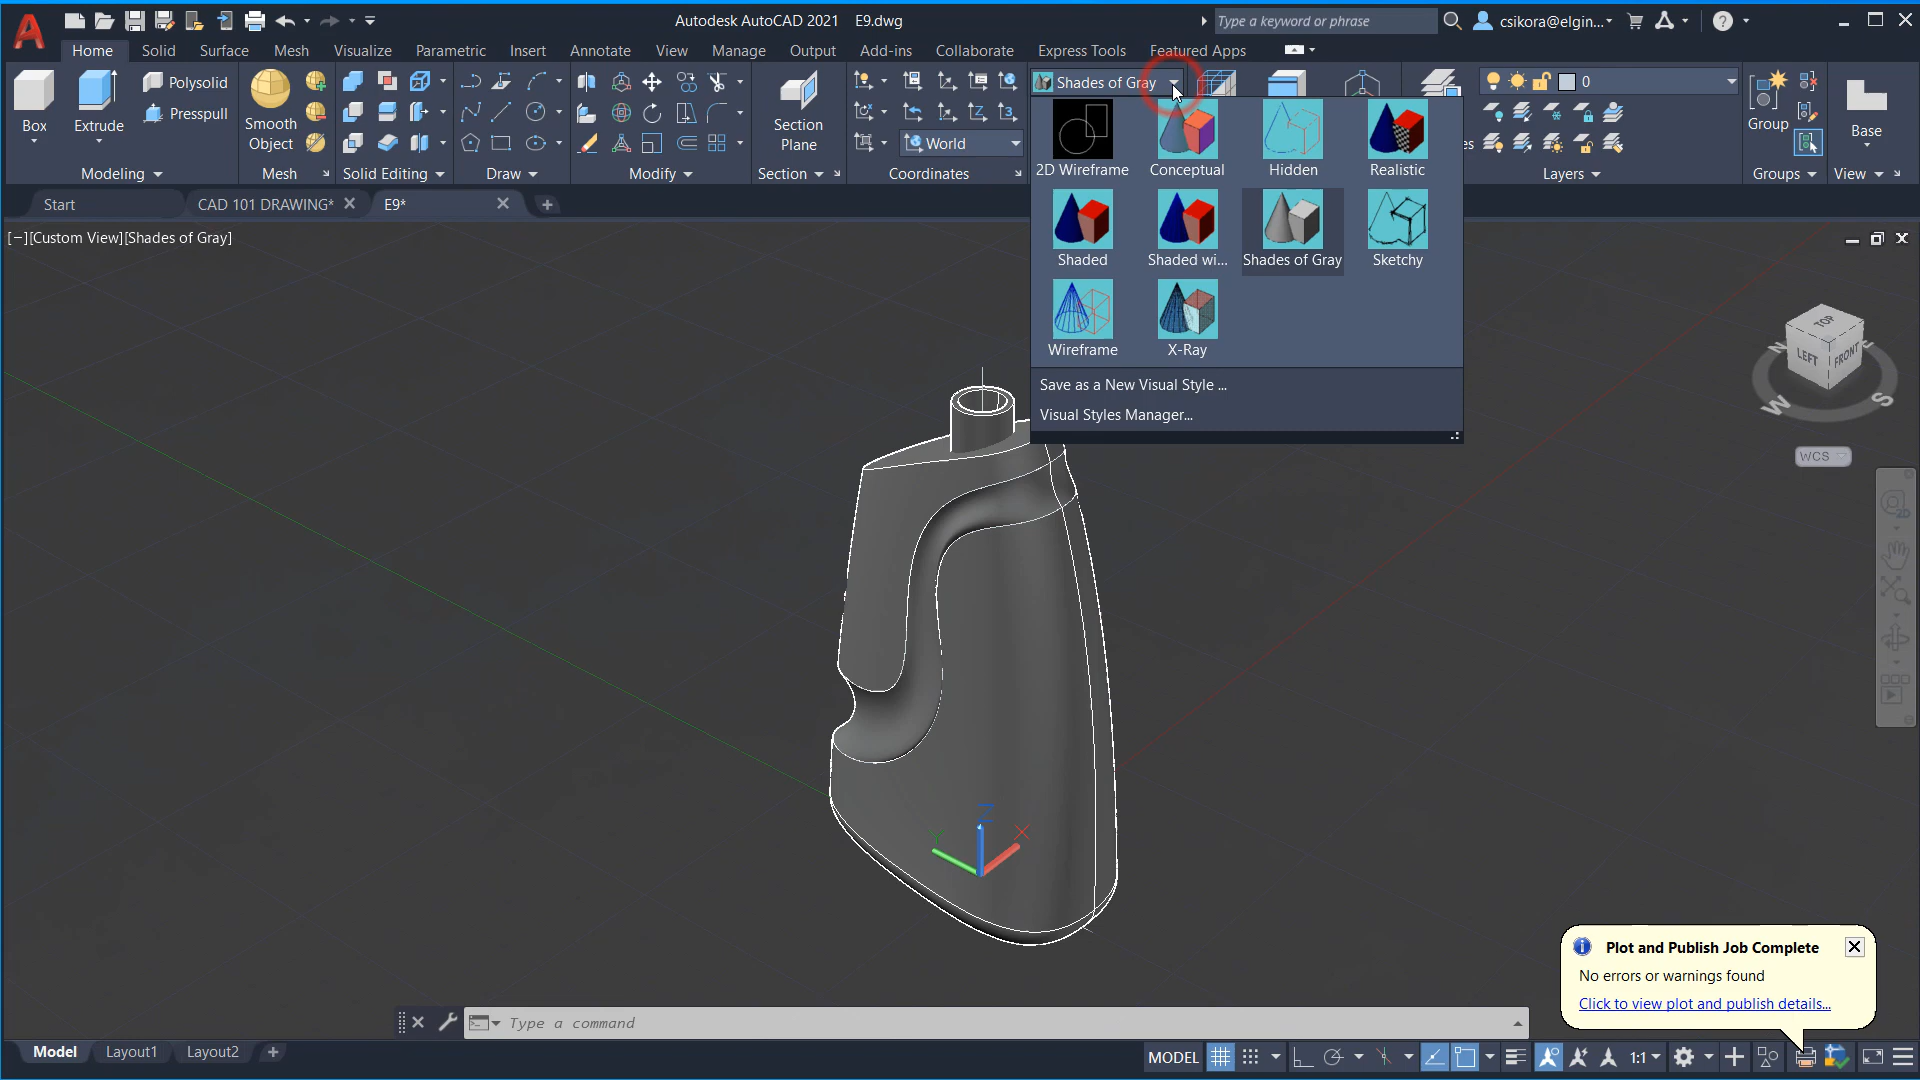 Autodesk AutoCAD 2021 E9.dwg
Type a keyword or phrase
csikora@elgin...
Home Solid Surface Mesh Visualize Parametric Insert Annotate View Manage Output Add-ins Collaborate Express Tools Featured Apps
Box
Extrude
Polysolid
Presspull
Smooth
Object
Section
Plane
World
Shades of Gray
0
Group
Base
Modeling
Mesh
Solid Editing
Draw
Modify
Section
Coordinates
Layers
Groups
View
Start
CAD 101 DRAWING*
E9*
[−][Custom View][Shades of Gray]
2D Wireframe Conceptual Hidden Realistic
Shaded Shaded wi... Shades of Gray Sketchy
Wireframe X-Ray
Save as a New Visual Style ...
Visual Styles Manager...
TOP
LEFT FRONT
N
W S
WCS
Z
X
Y
Plot and Publish Job Complete
No errors or warnings found
Click to view plot and publish details...
Type a command
Model Layout1 Layout2
MODEL
1:1